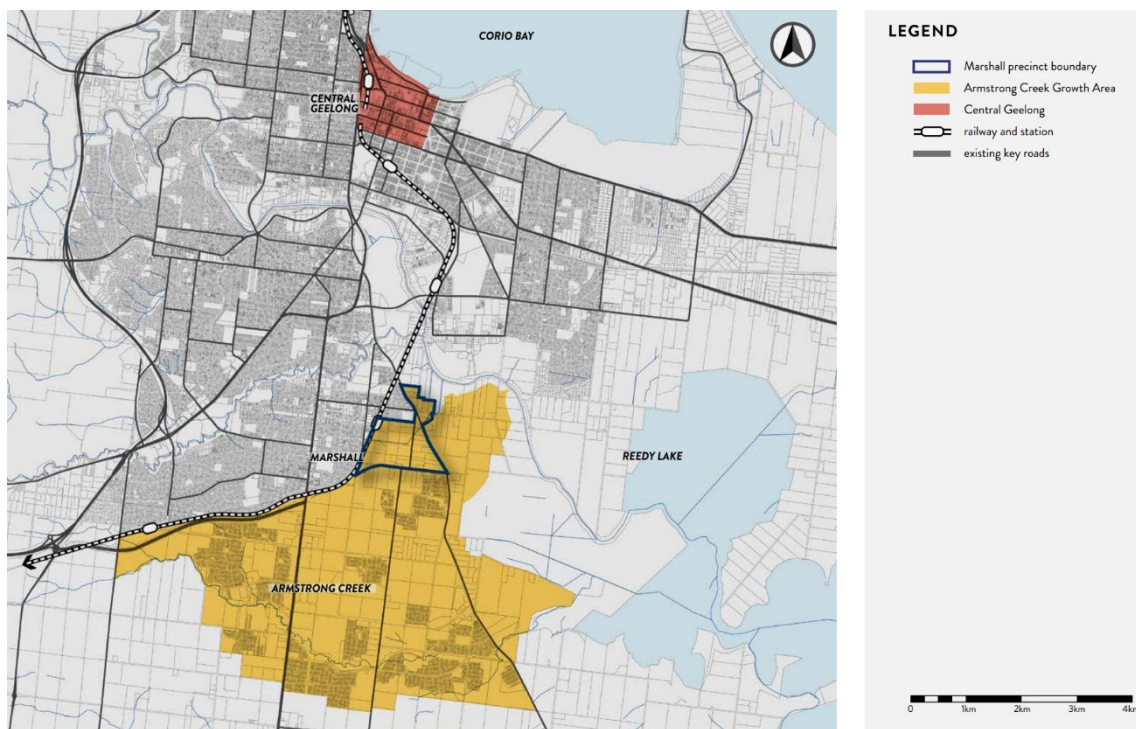 CORIO BAY
CENTRAL
GEELONG
MARSHALL
REEDY LAKE
ARMSTRONG CREEK
LEGEND
Marshall precinct boundary
Armstrong Creek Growth Area
Central Geelong
railway and station
existing key roads
0 1km 2km 3km 4km